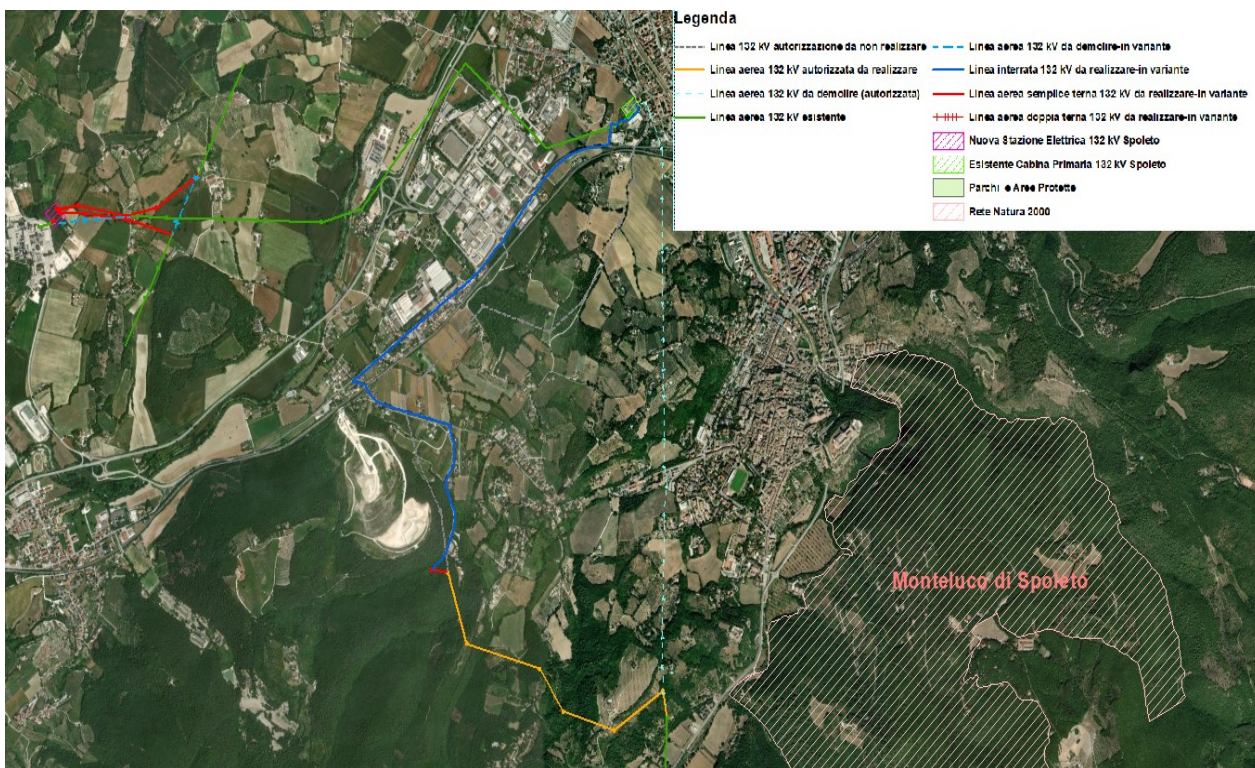 Legenda
Linea 132 kV autorizzazione da non realizzare
Linea aerea 132 kV autorizzata da realizzare
Linea aerea 132 kV da demolire (autorizzata)
Linea aerea 132 kV esistente
Linea aerea 132 kV da demolire-in variante
Linea interrata 132 kV da realizzare-in variante
Linea aerea semplice terna 132 kV da realizzare-in variante
Linea aerea doppia terna 132 kV da realizzare-in variante
Nuova Stazione Elettrica 132 kV Spoleto
Esistente Cabina Primaria 132 kV Spoleto
Parchi e Aree Protette
Rete Natura 2000
Monteluco di Spoleto